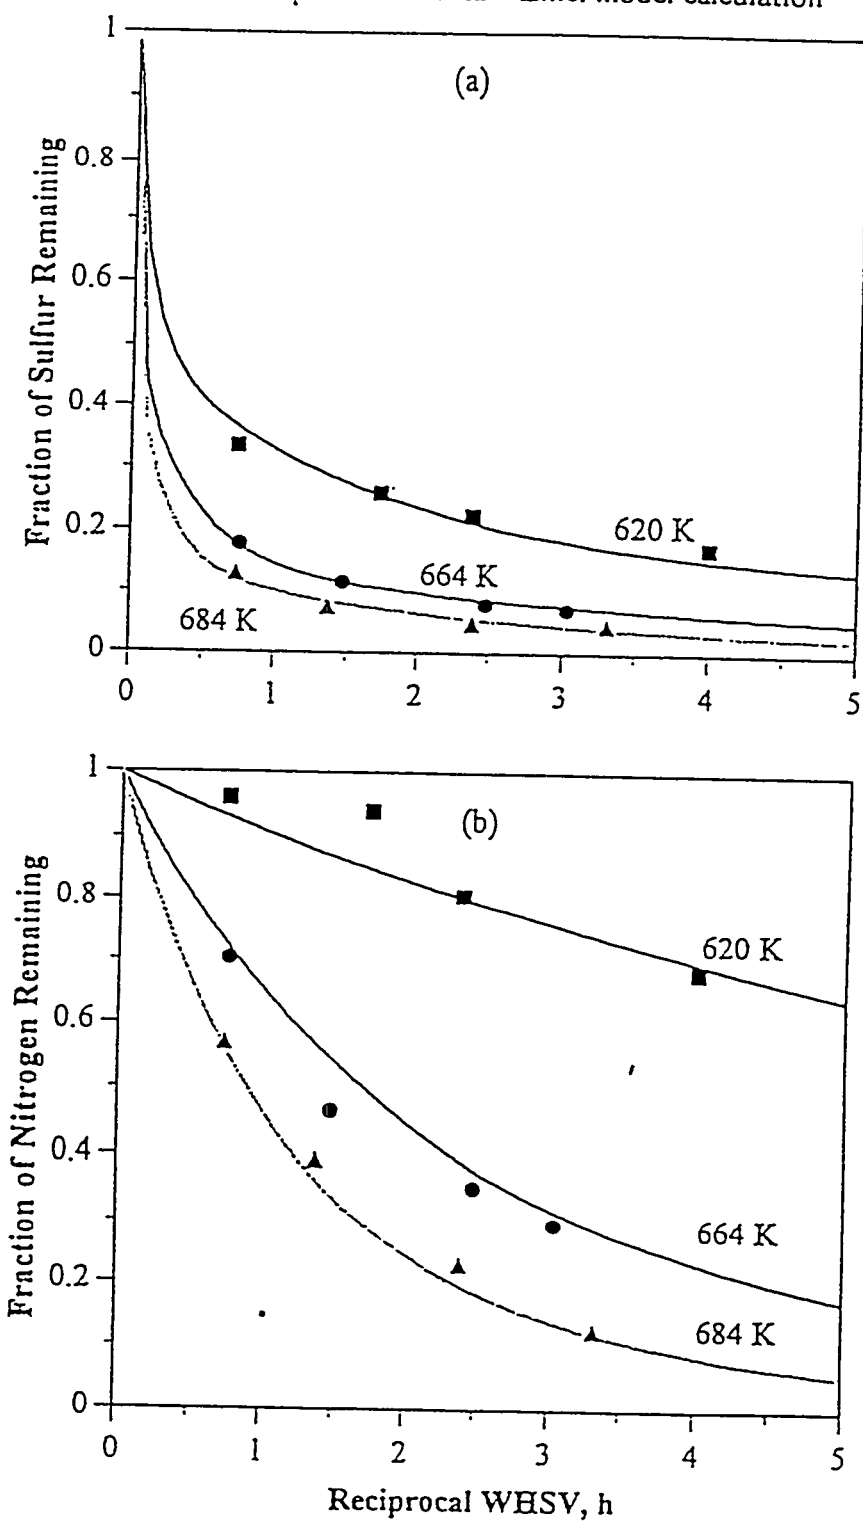 model calculation
1
(a)
0.8
0.6
0.4
0.2
0
Fraction of Sulfur Remaining
620 K
664 K
684 K
0 1 2 3 4 5
1
(b)
0.8
0.6
0.4
0.2
0
Fraction of Nitrogen Remaining
620 K
664 K
684 K
0 1 2 3 4 5
Reciprocal WHSV, h